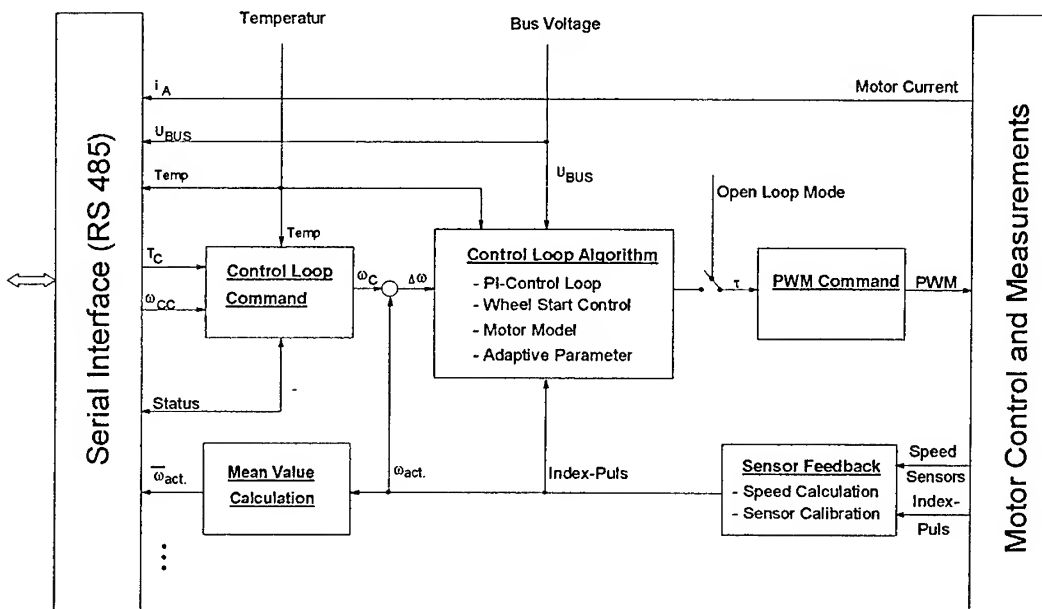 Temperatur
Bus Voltage
Serial Interface (RS 485)
Motor Control and Measurements
i_A
Motor Current
U_BUS
Temp
U_BUS
Open Loop Mode
Temp
T_C
Control Loop
Command
ω_C
Δω
Control Loop Algorithm
- PI-Control Loop
- Wheel Start Control
- Motor Model
- Adaptive Parameter
τ
PWM Command
PWM
ω_CC
-
Status
ω̅_act.
Mean Value
Calculation
ω_act.
Index-Puls
Sensor Feedback
- Speed Calculation
- Sensor Calibration
Speed
Sensors
Index-
Puls